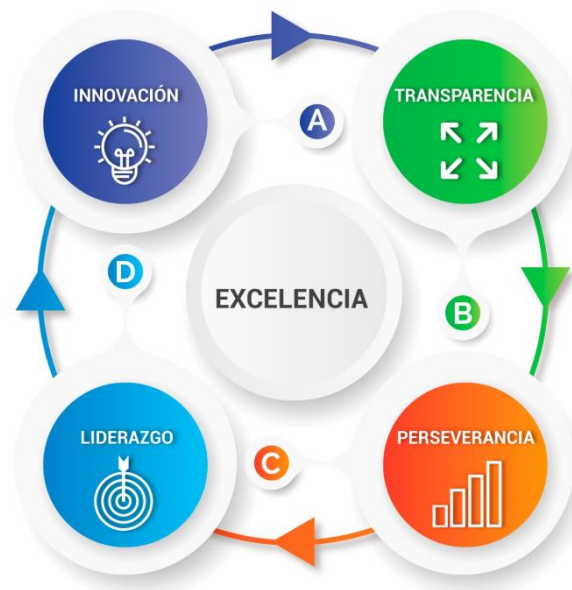 INNOVACIÓN
TRANSPARENCIA
A
D
EXCELENCIA
B
LIDERAZGO
C
PERSEVERANCIA